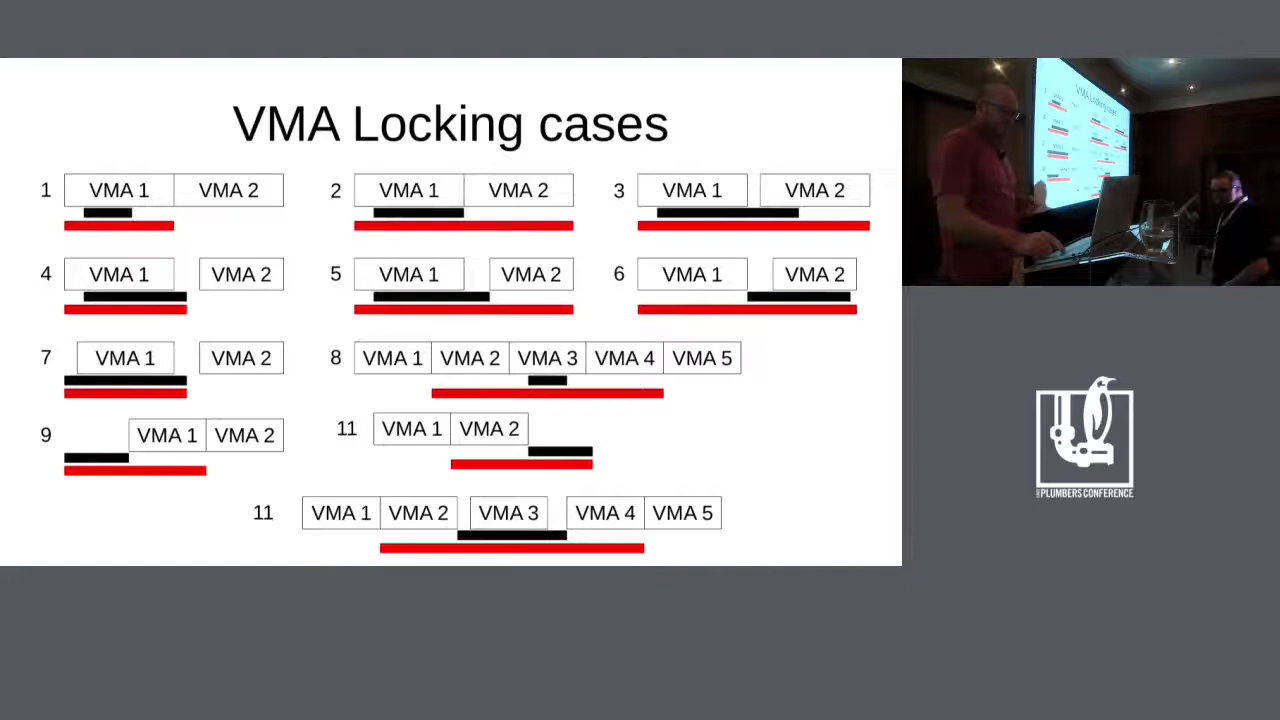 VMA Locking cases
1 VMA 1 VMA 2 2 VMA 1 VMA 2 3 VMA 1 VMA 2
4 VMA 1 VMA 2 5 VMA 1 VMA 2 6 VMA 1 VMA 2
7 VMA 1 VMA 2 8 VMA 1 VMA 2 VMA 3 VMA 4 VMA 5
9 VMA 1 VMA 2 11 VMA 1 VMA 2
11 VMA 1 VMA 2 VMA 3 VMA 4 VMA 5
VMA Locking cases
PLUMBERS CONFERENCE